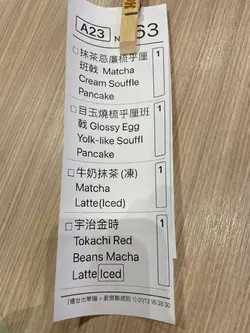 A23
63
抹茶忌廉梳乎厘
班戟 Matcha
Cream Souffle
Pancake
1
目玉燒梳乎厘班
戟 Glossy Egg
Yolk-like Souffl
Pancake
1
牛奶抹茶 (凍)
Matcha
Latte(Iced)
1
宇治金時
Tokachi Red
Beans Macha
Latte Iced
1